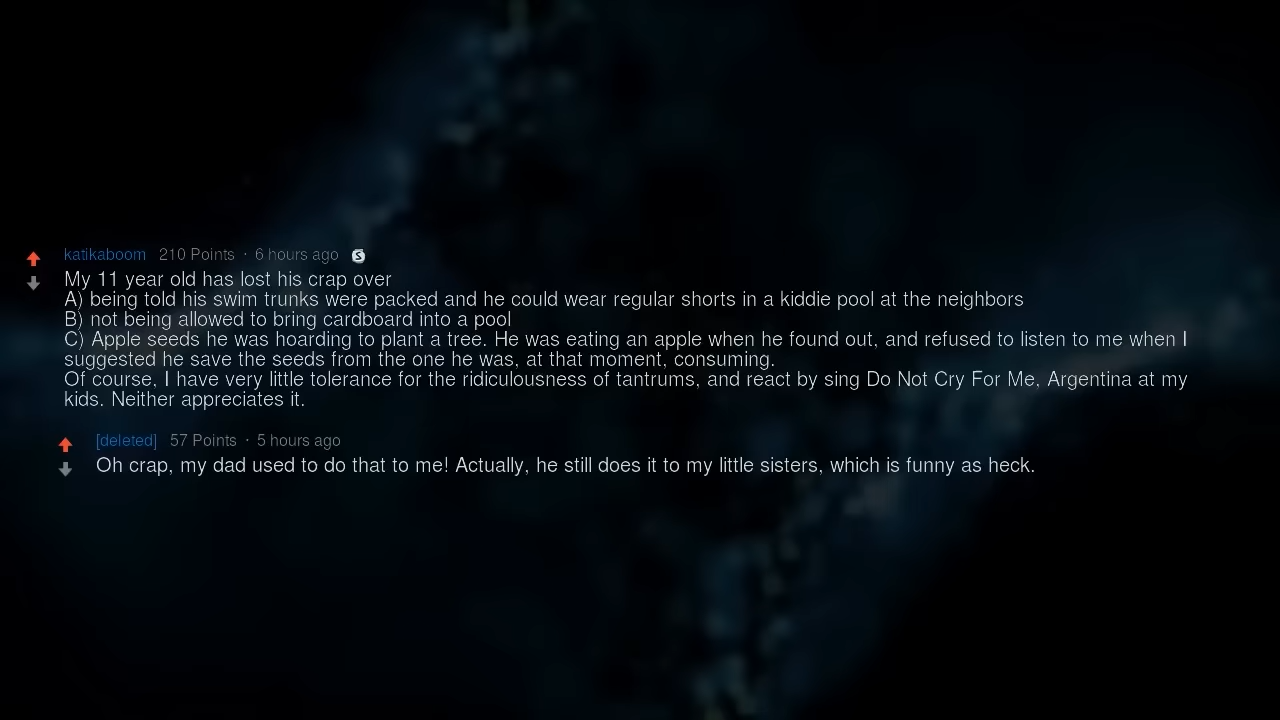 katikaboom 210 Points · 6 hours ago S
My 11 year old has lost his crap over
A) being told his swim trunks were packed and he could wear regular shorts in a kiddie pool at the neighbors
B) not being allowed to bring cardboard into a pool
C) Apple seeds he was hoarding to plant a tree. He was eating an apple when he found out, and refused to listen to me when I
suggested he save the seeds from the one he was, at that moment, consuming.
Of course, I have very little tolerance for the ridiculousness of tantrums, and react by sing Do Not Cry For Me, Argentina at my
kids. Neither appreciates it.
[deleted] 57 Points · 5 hours ago
Oh crap, my dad used to do that to me! Actually, he still does it to my little sisters, which is funny as heck.